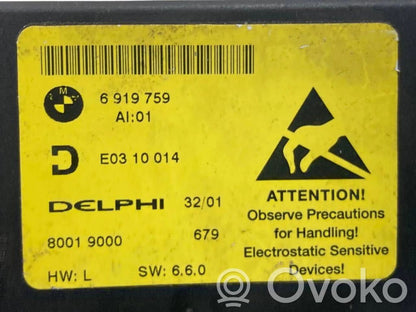 6 919 759
AI:01
D E03 10 014
DELPHI 32/01
8001 9000 679
HW: L SW: 6.6.0
ATTENTION!
Observe Precautions
for Handling!
Electrostatic Sensitive
Devices!
Ovoko